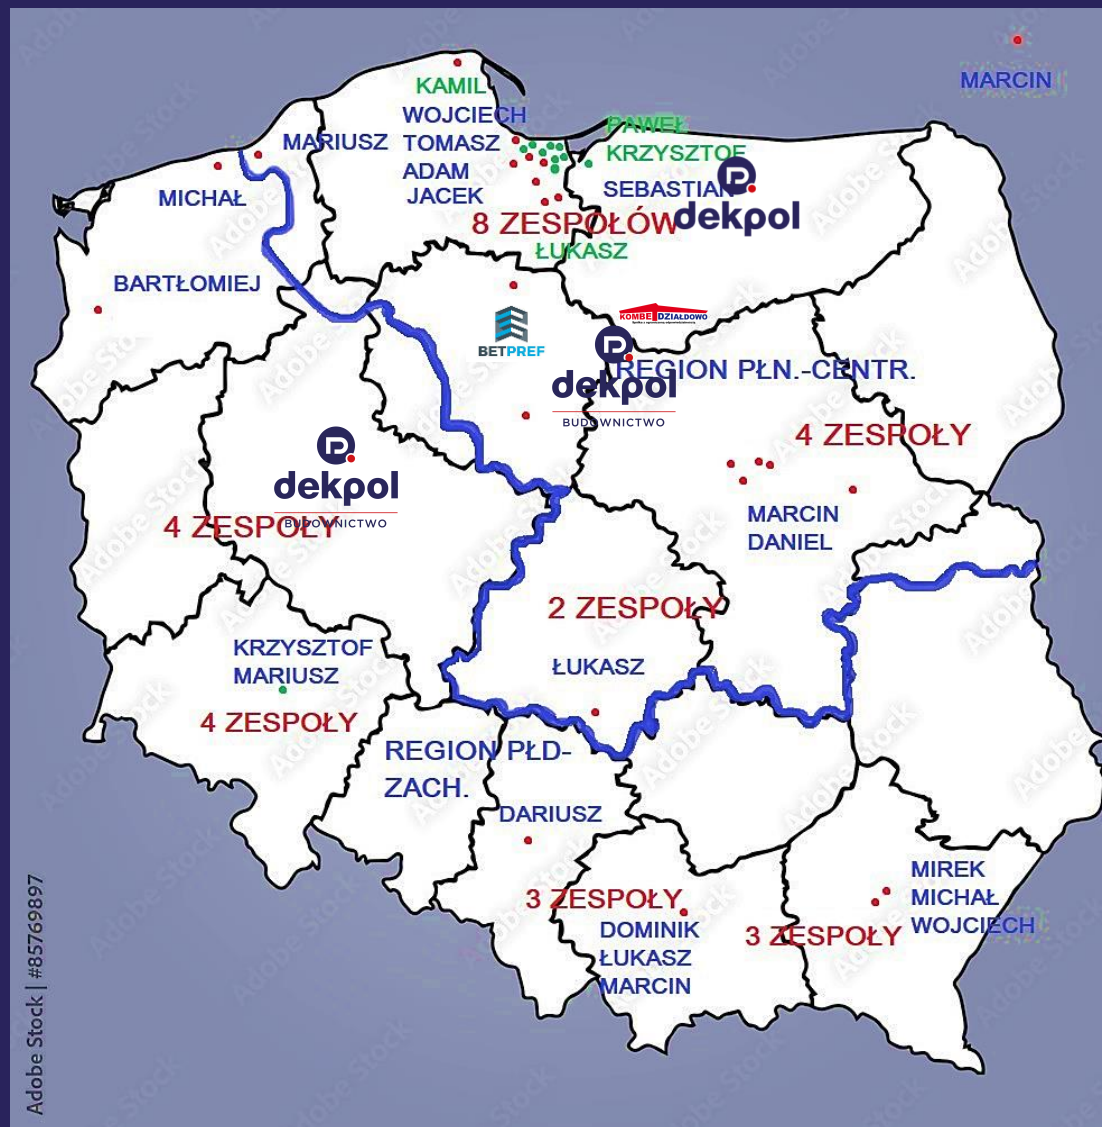 MARCIN
KAMIL
WOJCIECH
TOMASZ
ADAM
JACEK
MARIUSZ
MICHAŁ
BARTŁOMIEJ
PAWEŁ
KRZYSZTOF
SEBASTIAN
dekpol
8 ZESPOŁÓW
ŁUKASZ
BETPREF
KOMBET DZIAŁDOWO
dekpol
BUDOWNICTWO
REGION PŁN.-CENTR.
4 ZESPOŁY
MARCIN
DANIEL
dekpol
BUDOWNICTWO
4 ZESPOŁY
2 ZESPOŁY
ŁUKASZ
KRZYSZTOF
MARIUSZ
4 ZESPOŁY
REGION PŁD-
ZACH.
DARIUSZ
3 ZESPOŁY
DOMINIK
ŁUKASZ
MARCIN
3 ZESPOŁY
MIREK
MICHAŁ
WOJCIECH
Adobe Stock | #85769897
Adobe Stock